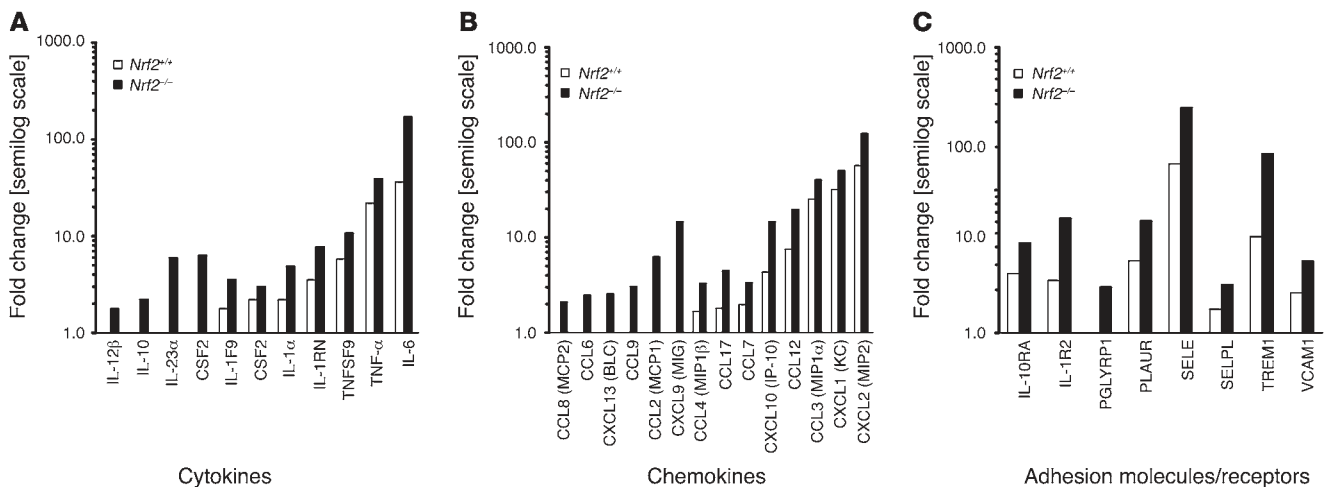 A
Fold change [semilog scale]
1000.0
100.0
10.0
1.0
Nrf2+/+
Nrf2–/–
IL-12β
IL-10
IL-23α
CSF2
IL-1F9
CSF2
IL-1α
IL-1RN
TNFSF9
TNF-α
IL-6
Cytokines
B
Fold change [semilog scale]
1000.0
100.0
10.0
1.0
Nrf2+/+
Nrf2–/–
CCL8 (MCP2)
CCL6
CXCL13 (BLC)
CCL9
CCL2 (MCP1)
CXCL9 (MIG)
CCL4 (MIP1β)
CCL17
CCL7
CXCL10 (IP-10)
CCL12
CCL3 (MIP1α)
CXCL1 (KC)
CXCL2 (MIP2)
Chemokines
C
Fold change [semilog scale]
1000.0
100.0
10.0
1.0
Nrf2+/+
Nrf2–/–
IL-10RA
IL-1R2
PGLYRP1
PLAUR
SELE
SELPL
TREM1
VCAM1
Adhesion molecules/receptors